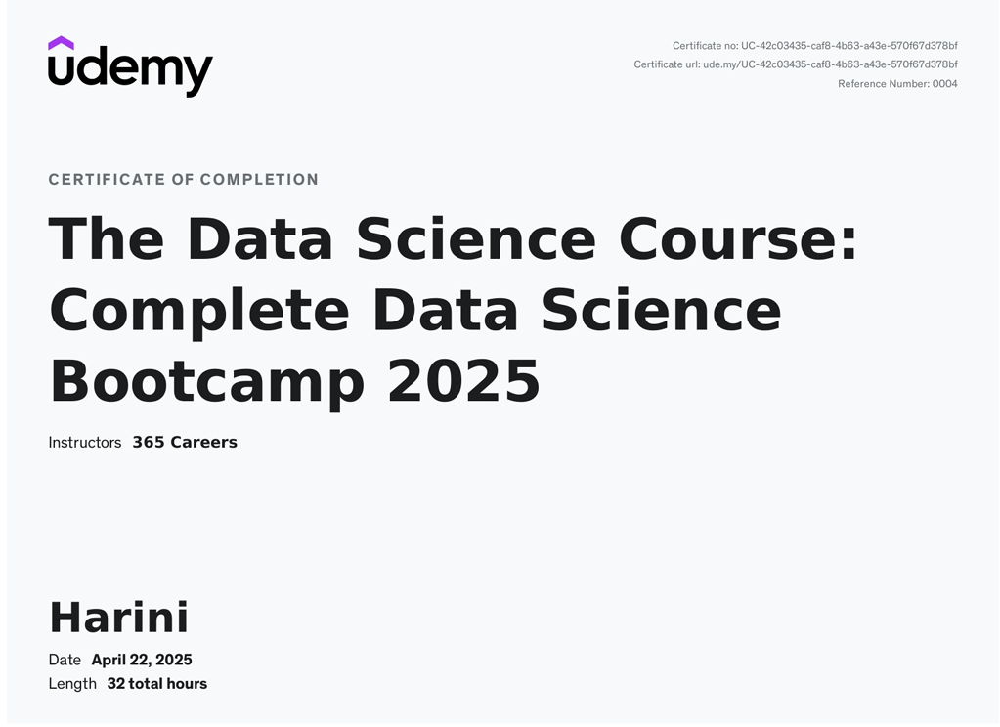 udemy
Certificate no: UC-42c03435-caf8-4b63-a43e-570f67d378bf
Certificate url: ude.my/UC-42c03435-caf8-4b63-a43e-570f67d378bf
Reference Number: 0004
CERTIFICATE OF COMPLETION
The Data Science Course:
Complete Data Science
Bootcamp 2025
Instructors 365 Careers
Harini
Date April 22, 2025
Length 32 total hours